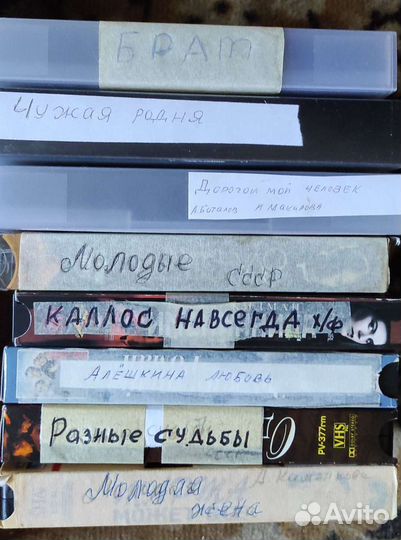 БРАТ
Чужая родня
Дорогой мой человек
А.Баталов И.Макарова
Молодые
СССР
КАЛЛОС НАВСЕГДА х/ф
АЛЁШКИНА ЛЮБОВЬ
Разные СУДЬБЫ
PV-377rm
VHS
Молодая
жена
Avito